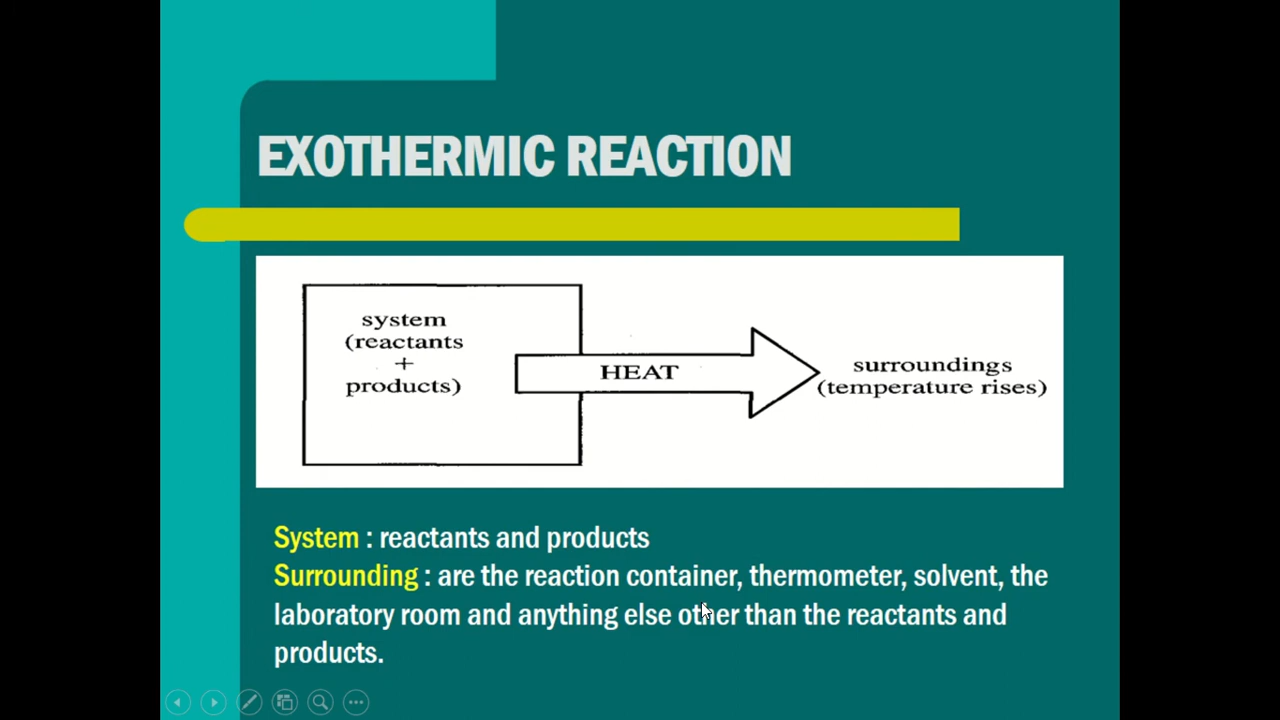 EXOTHERMIC REACTION
system
(reactants
+
products)
HEAT
surroundings
(temperature rises)
System : reactants and products
Surrounding : are the reaction container, thermometer, solvent, the
laboratory room and anything else other than the reactants and
products.